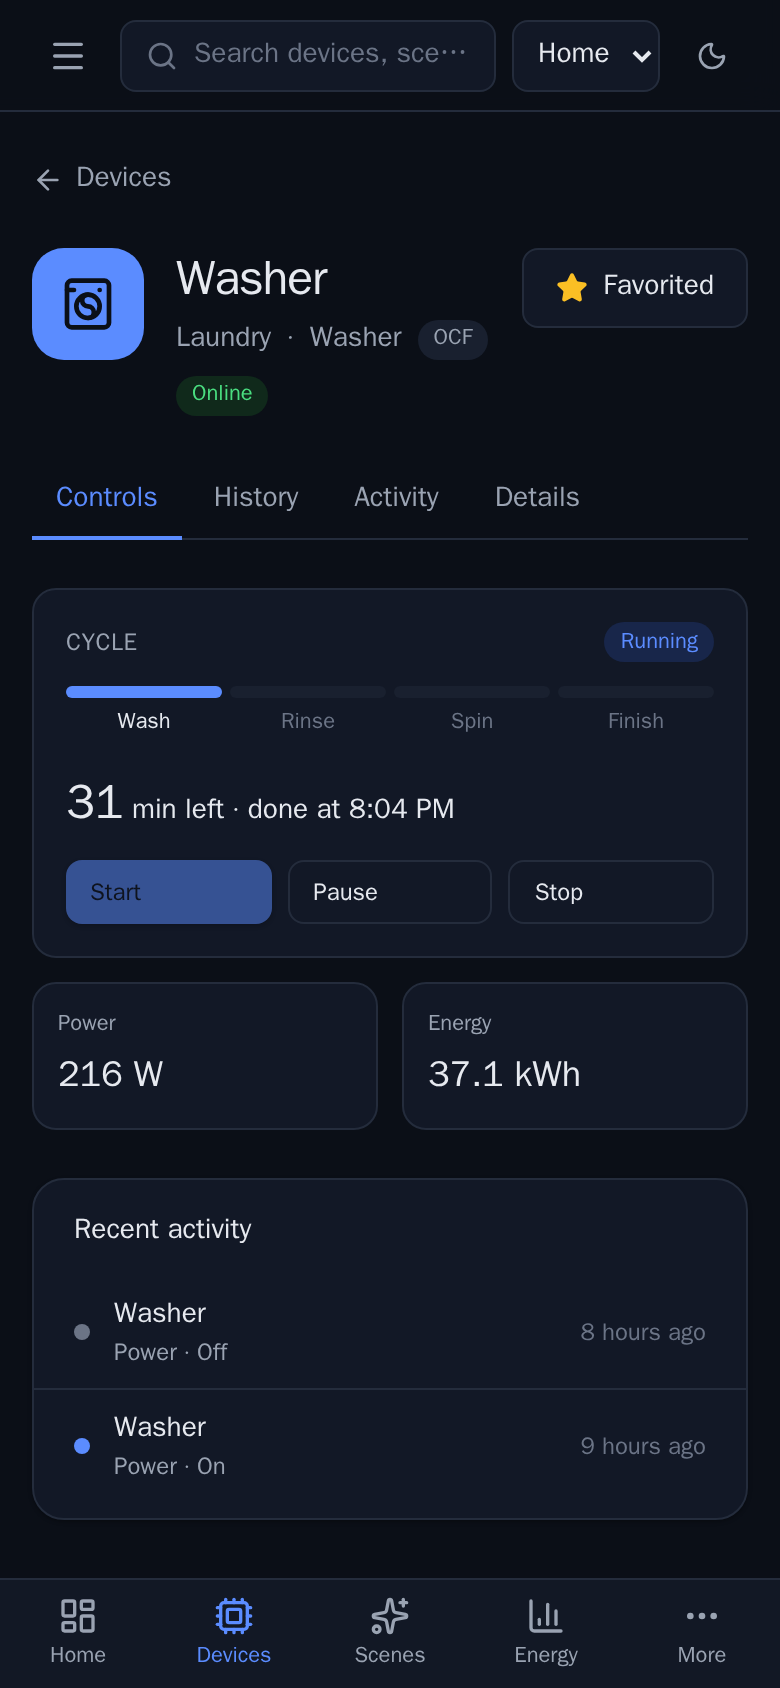 Search devices, sce···
Home
Devices
Washer
Favorited
Laundry · Washer OCF
Online
Controls History Activity Details
CYCLE
Running
Wash Rinse Spin Finish
31 min left · done at 8:04 PM
Start Pause Stop
Power
216 W
Energy
37.1 kWh
Recent activity
Washer
Power · Off
8 hours ago
Washer
Power · On
9 hours ago
Home Devices Scenes Energy More